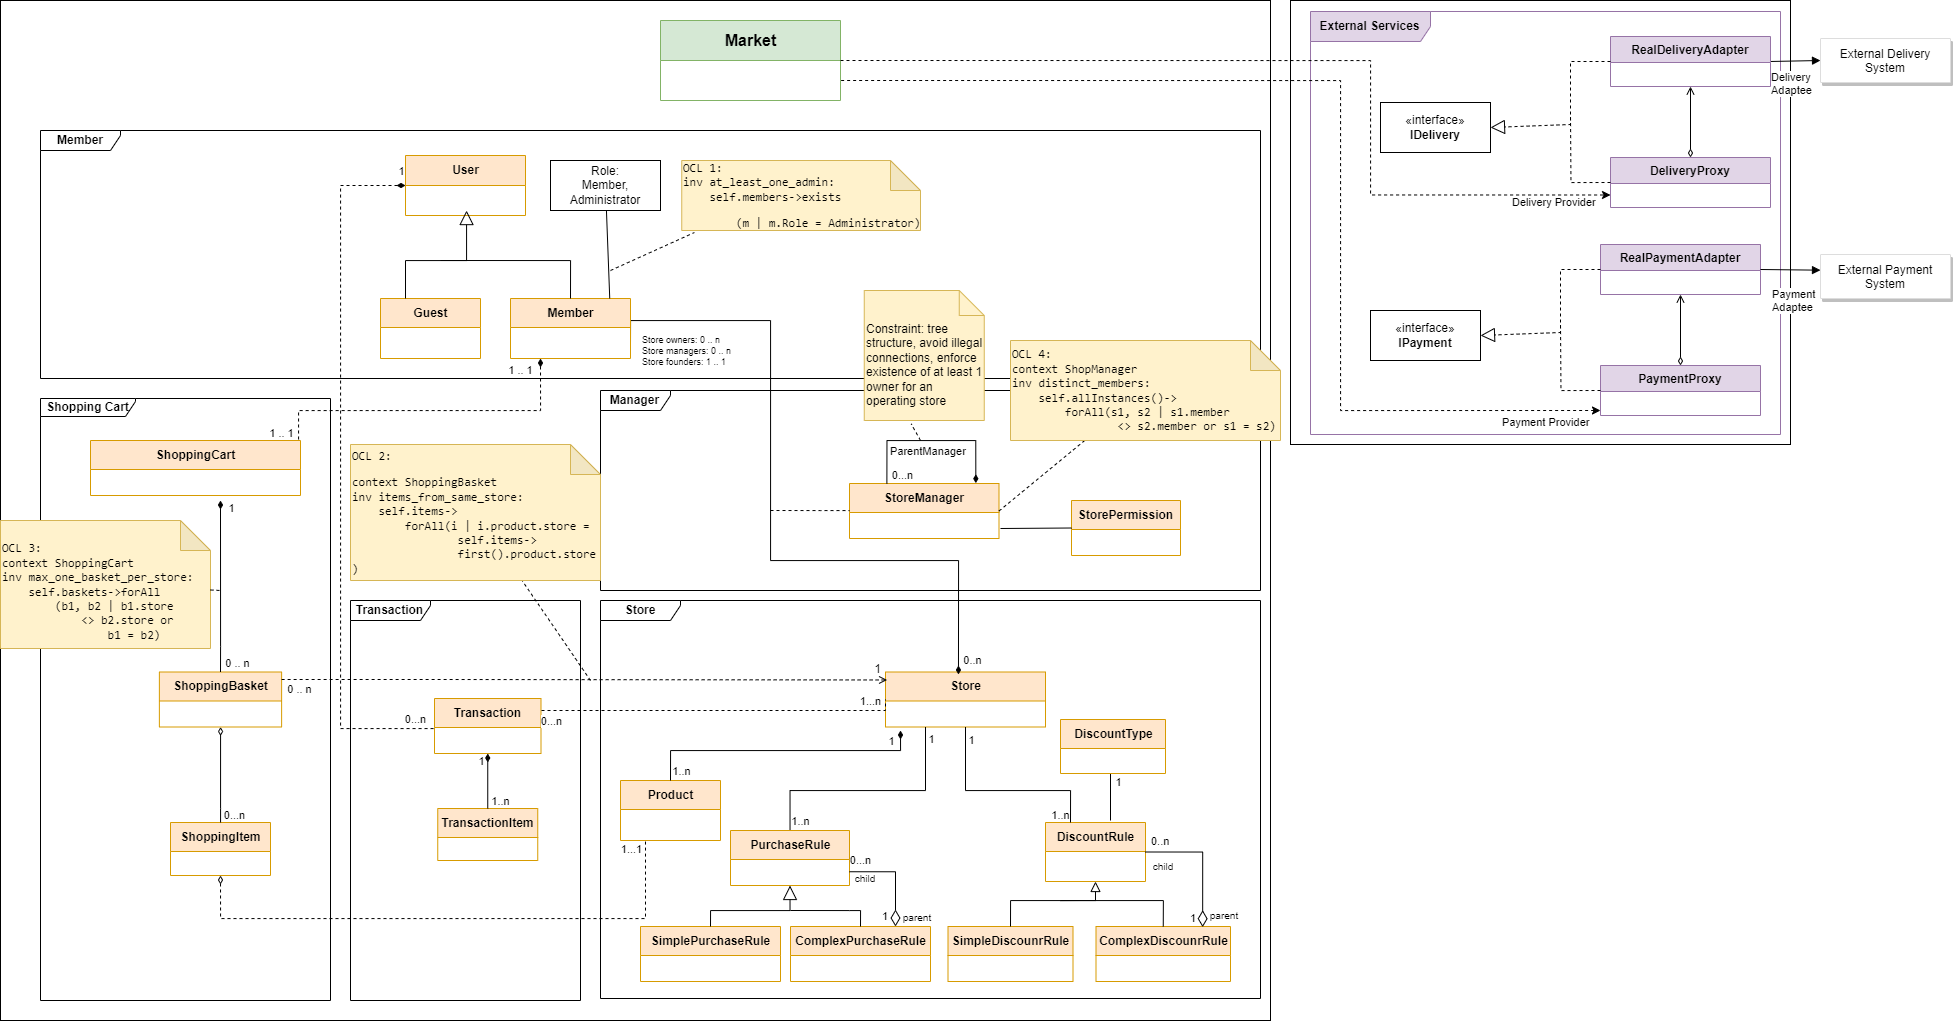 Market
External Services
RealDeliveryAdapter
External Delivery
System
Delivery
Adaptee
«interface»
IDelivery
DeliveryProxy
Delivery Provider
RealPaymentAdapter
External Payment
System
Payment
Adaptee
«interface»
IPayment
PaymentProxy
Payment Provider
Member
User
1
Role:
Member,
Administrator
OCL 1:
inv at_least_one_admin:
self.members->exists
(m | m.Role = Administrator)
Guest
Member
Store owners: 0 .. n
Store managers: 0 .. n
Store founders: 1 .. 1
1 .. 1
Constraint: tree
structure, avoid illegal
connections, enforce
existence of at least 1
owner for an
operating store
OCL 4:
context ShopManager
inv distinct_members:
self.allInstances()->
forAll(s1, s2 | s1.member
<> s2.member or s1 = s2)
Manager
ParentManager
0...n
StoreManager
StorePermission
Shopping Cart
1 .. 1
ShoppingCart
1
OCL 2:
context ShoppingBasket
inv items_from_same_store:
self.items->
forAll(i | i.product.store =
self.items->
first().product.store
)
OCL 3:
context ShoppingCart
inv max_one_basket_per_store:
self.baskets->forAll
(b1, b2 | b1.store
<> b2.store or
b1 = b2)
0 .. n
ShoppingBasket
0 .. n
0...n
ShoppingItem
Transaction
0...n
Transaction
0...n
1
1..n
TransactionItem
Store
1
0..n
Store
1...n
1
1
1
1..n
Product
1...1
1..n
PurchaseRule
0...n
child
1
parent
SimplePurchaseRule
ComplexPurchaseRule
DiscountType
1
1..n
DiscountRule
0..n
child
1
parent
SimpleDiscounrRule
ComplexDiscounrRule